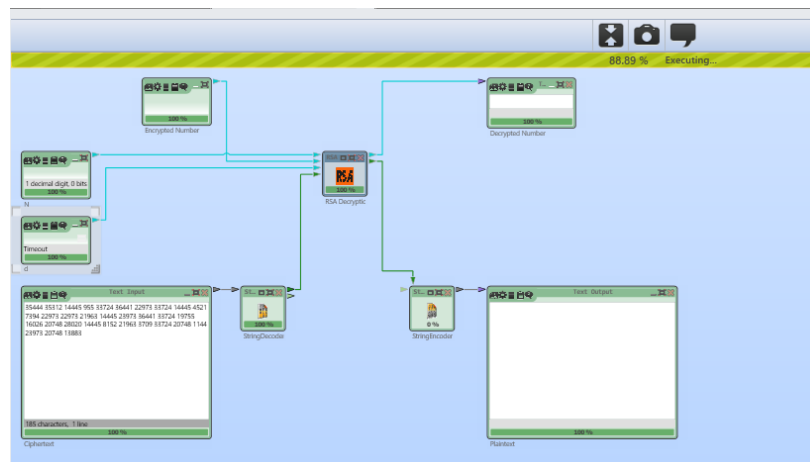 88.89 % Executing...
100 %
Encrypted Number
T...
100 %
Decrypted Number
1 decimal digit, 0 bits
100 %
N
RSA
100 %
RSA Decryptic
Timeout
100 %
d
Text Input
35444 35312 14445 955 33724 36441 22973 33724 14445 4521
7394 22973 22973 21963 14445 23973 36441 33724 19755
16026 20748 28020 14445 8152 21963 3709 33724 20748 1144
23973 20748 13883
185 characters, 1 line
100 %
Ciphertext
St...
100 %
StringDecoder
St...
0 %
StringEncoder
Text Output
100 %
Plaintext